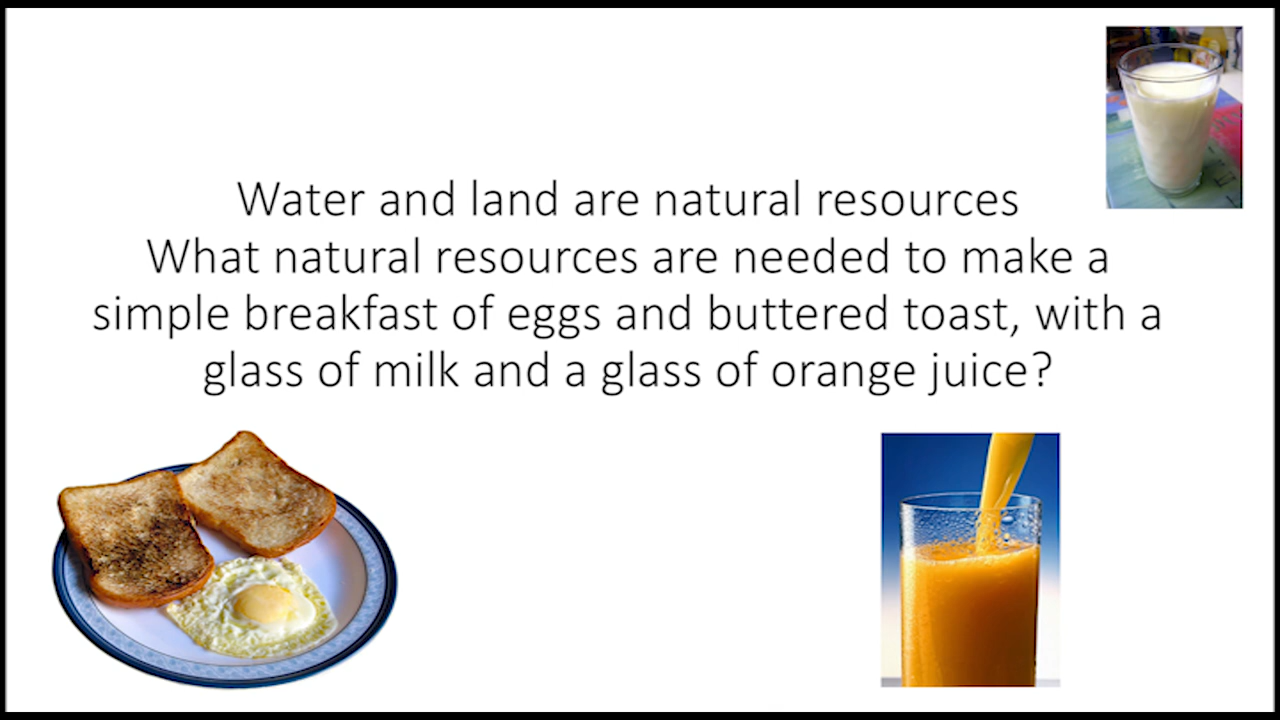 Water and land are natural resources
What natural resources are needed to make a
simple breakfast of eggs and buttered toast, with a
glass of milk and a glass of orange juice?